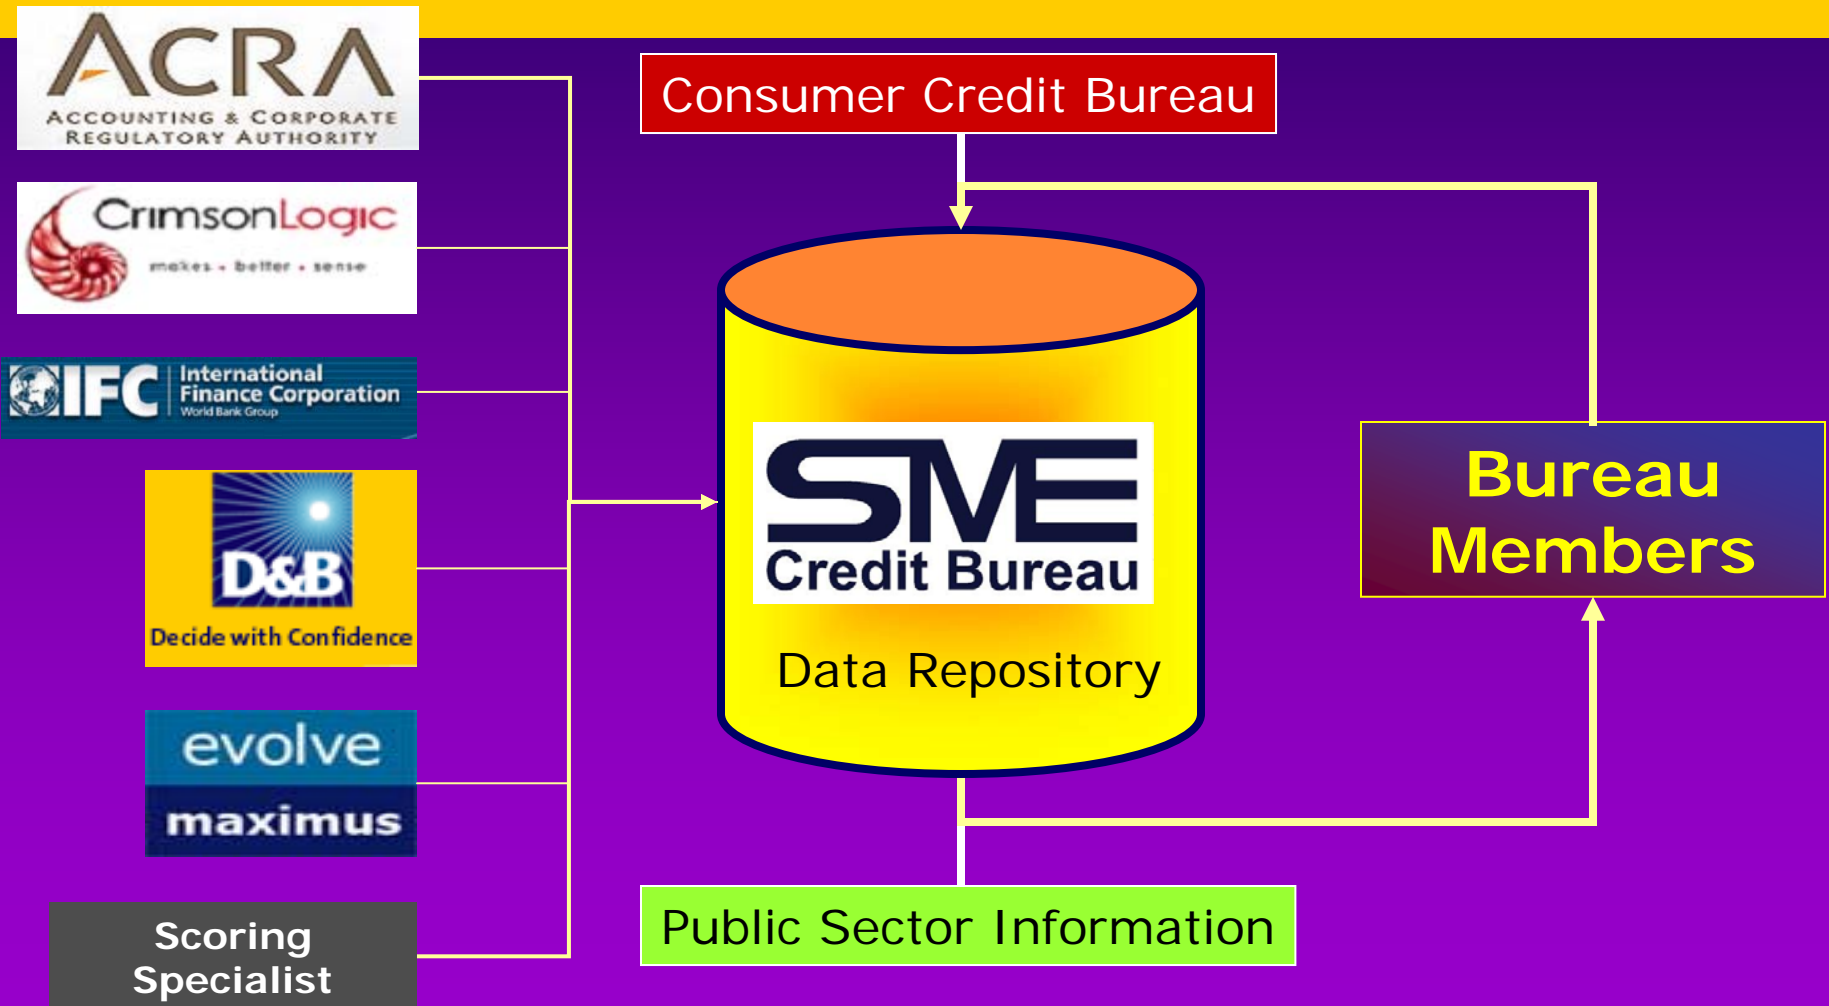 ACRA
ACCOUNTING & CORPORATE
REGULATORY AUTHORITY
CrimsonLogic
makes • better • sense
IFC
International
Finance Corporation
World Bank Group
D&B
Decide with Confidence
evolve
maximus
Scoring
Specialist
Consumer Credit Bureau
SME
Credit Bureau
Data Repository
Public Sector Information
Bureau
Members